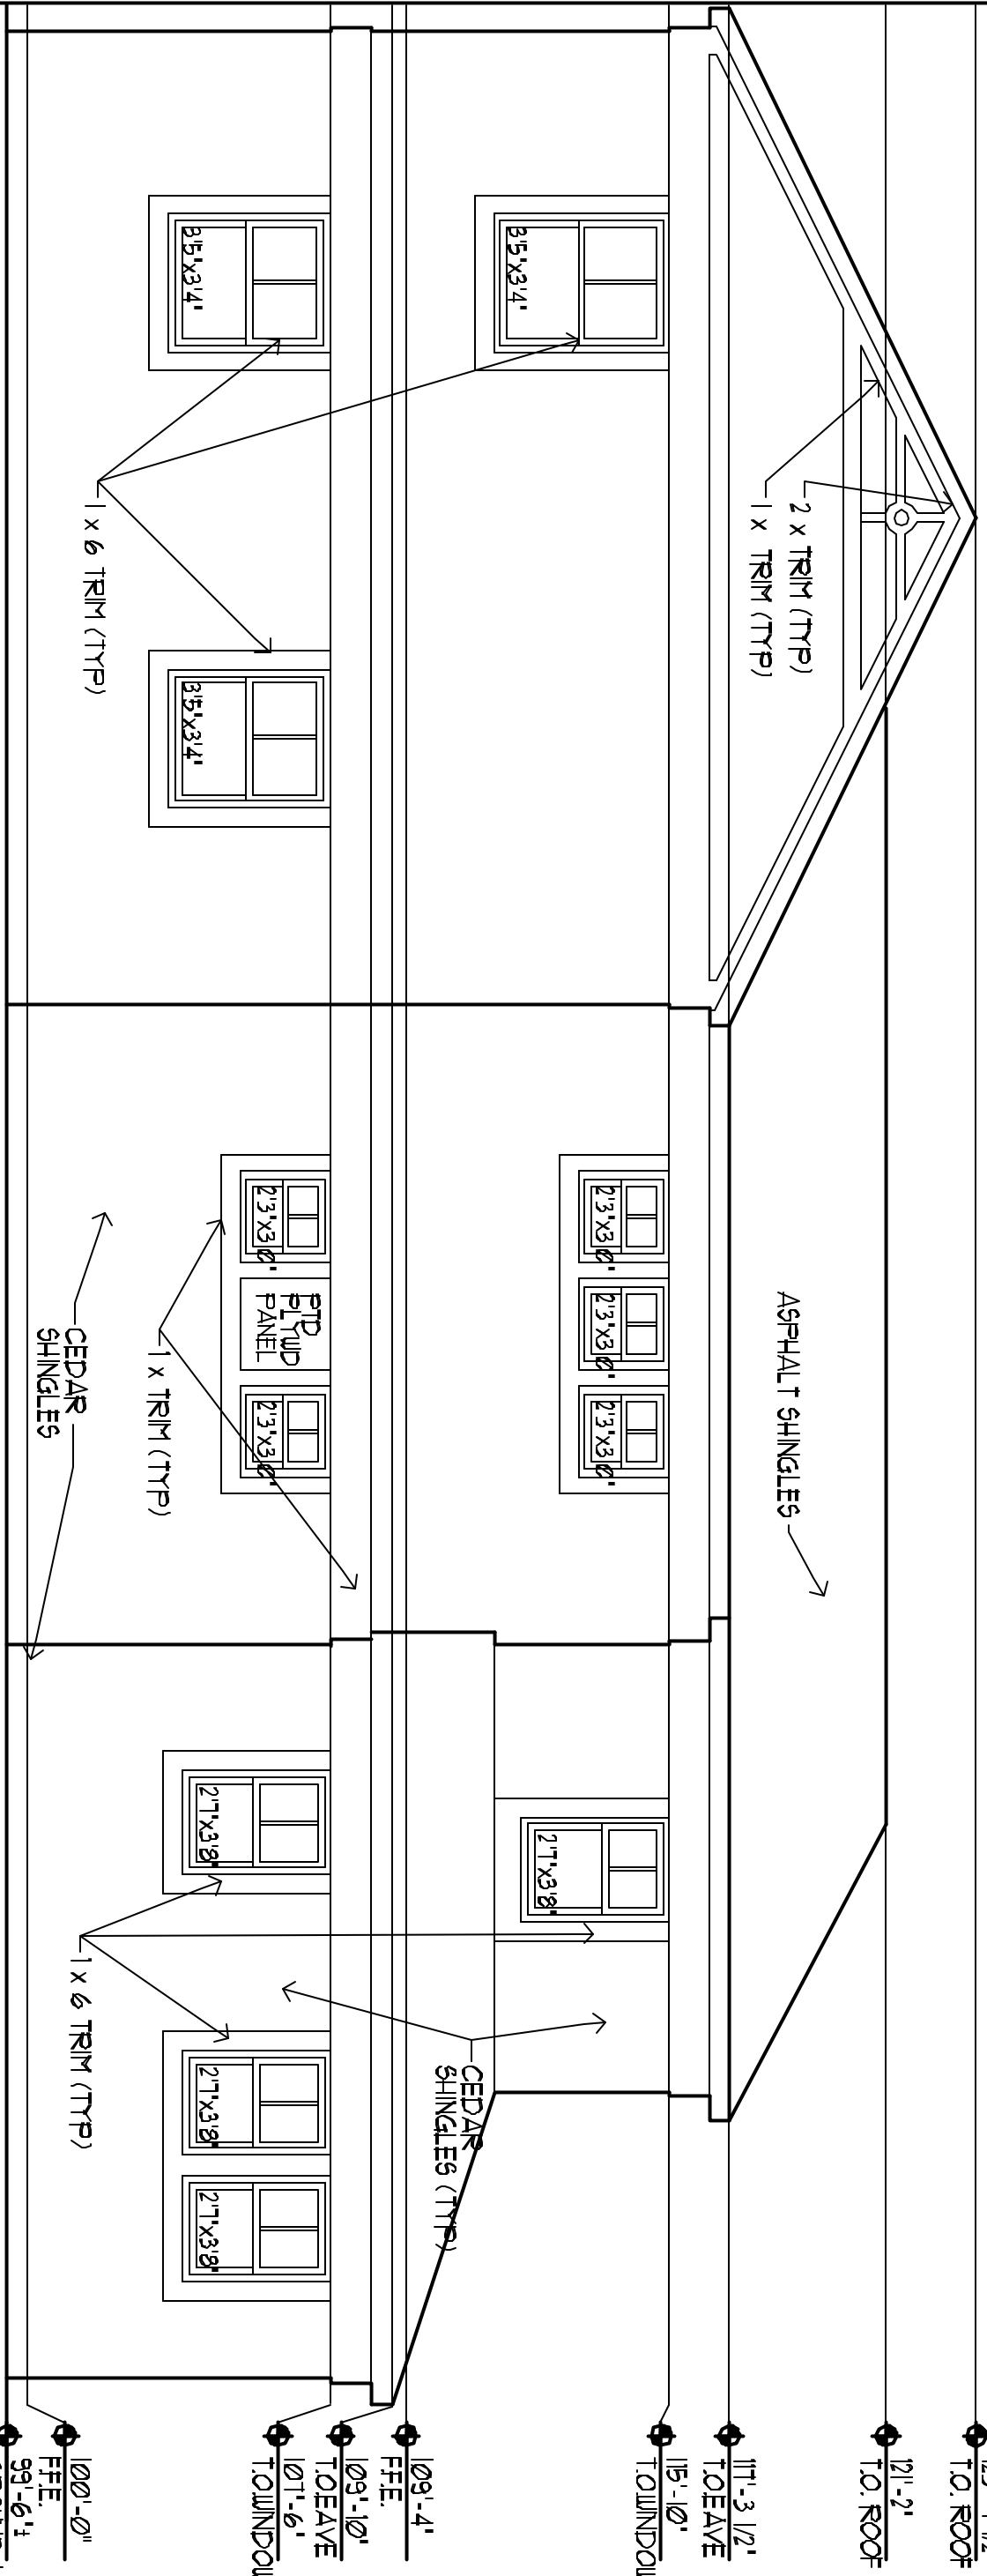 2 x TRIM (TYP)
1 x TRIM (TYP)
3'5"x3'4"
3'5"x3'4"
3'5"x3'4"
1 x 6 TRIM (TYP)
ASPHALT SHINGLES
2'3"x3'0"
2'3"x3'0"
2'3"x3'0"
2'3"x3'0"
PTD
PLYWD
PANEL
2'3"x3'0"
1 x TRIM (TYP)
CEDAR
SHINGLES
2'7"x3'8"
CEDAR
SHINGLES (TYP)
2'7"x3'8"
2'7"x3'8"
2'7"x3'8"
1 x 6 TRIM (TYP)
T.O. ROOF
121'-2"
T.O. ROOF
117'-3 1/2"
T.O.EAVE
115'-10"
T.O.WINDOW
109'-4"
F.F.E.
109'-10"
T.O.EAVE
107'-6"
T.O.WINDOW
100'-0"
F.F.E.
99'-6"±